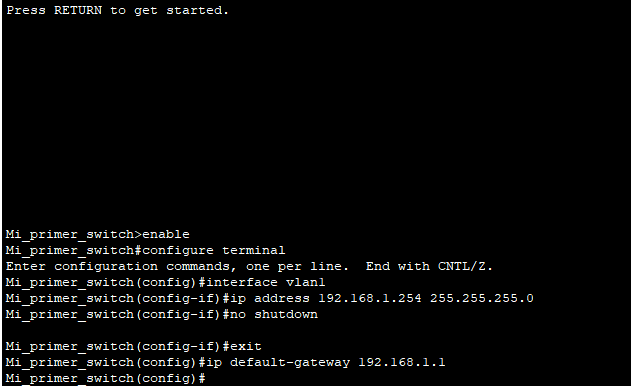 Press RETURN to get started.
Mi_primer_switch>enable
Mi_primer_switch#configure terminal
Enter configuration commands, one per line.  End with CNTL/Z.
Mi_primer_switch(config)#interface vlan1
Mi_primer_switch(config-if)#ip address 192.168.1.254 255.255.255.0
Mi_primer_switch(config-if)#no shutdown
Mi_primer_switch(config-if)#exit
Mi_primer_switch(config)#ip default-gateway 192.168.1.1
Mi_primer_switch(config)#